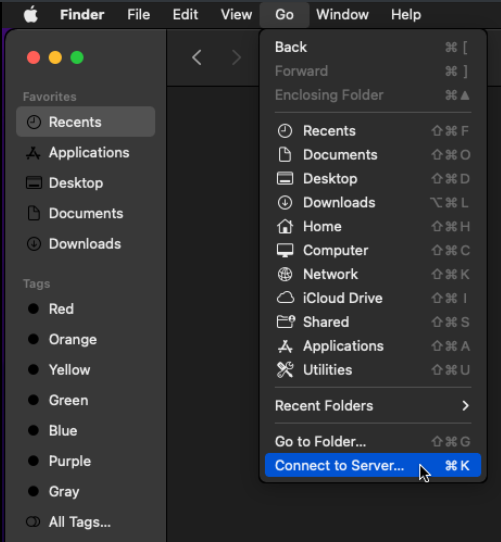 Finder File Edit View Go Window Help
Favorites
Recents
Applications
Desktop
Documents
Downloads
Tags
Red
Orange
Yellow
Green
Blue
Purple
Gray
All Tags...
Back ⌘ [
Forward ⌘ ]
Enclosing Folder ⌘▲
Recents ⇧⌘F
Documents ⇧⌘O
Desktop ⇧⌘D
Downloads ⌥⌘L
Home ⇧⌘H
Computer ⇧⌘C
Network ⇧⌘K
iCloud Drive ⇧⌘I
Shared ⇧⌘S
Applications ⇧⌘A
Utilities ⇧⌘U
Recent Folders
Go to Folder... ⇧⌘G
Connect to Server... ⌘K